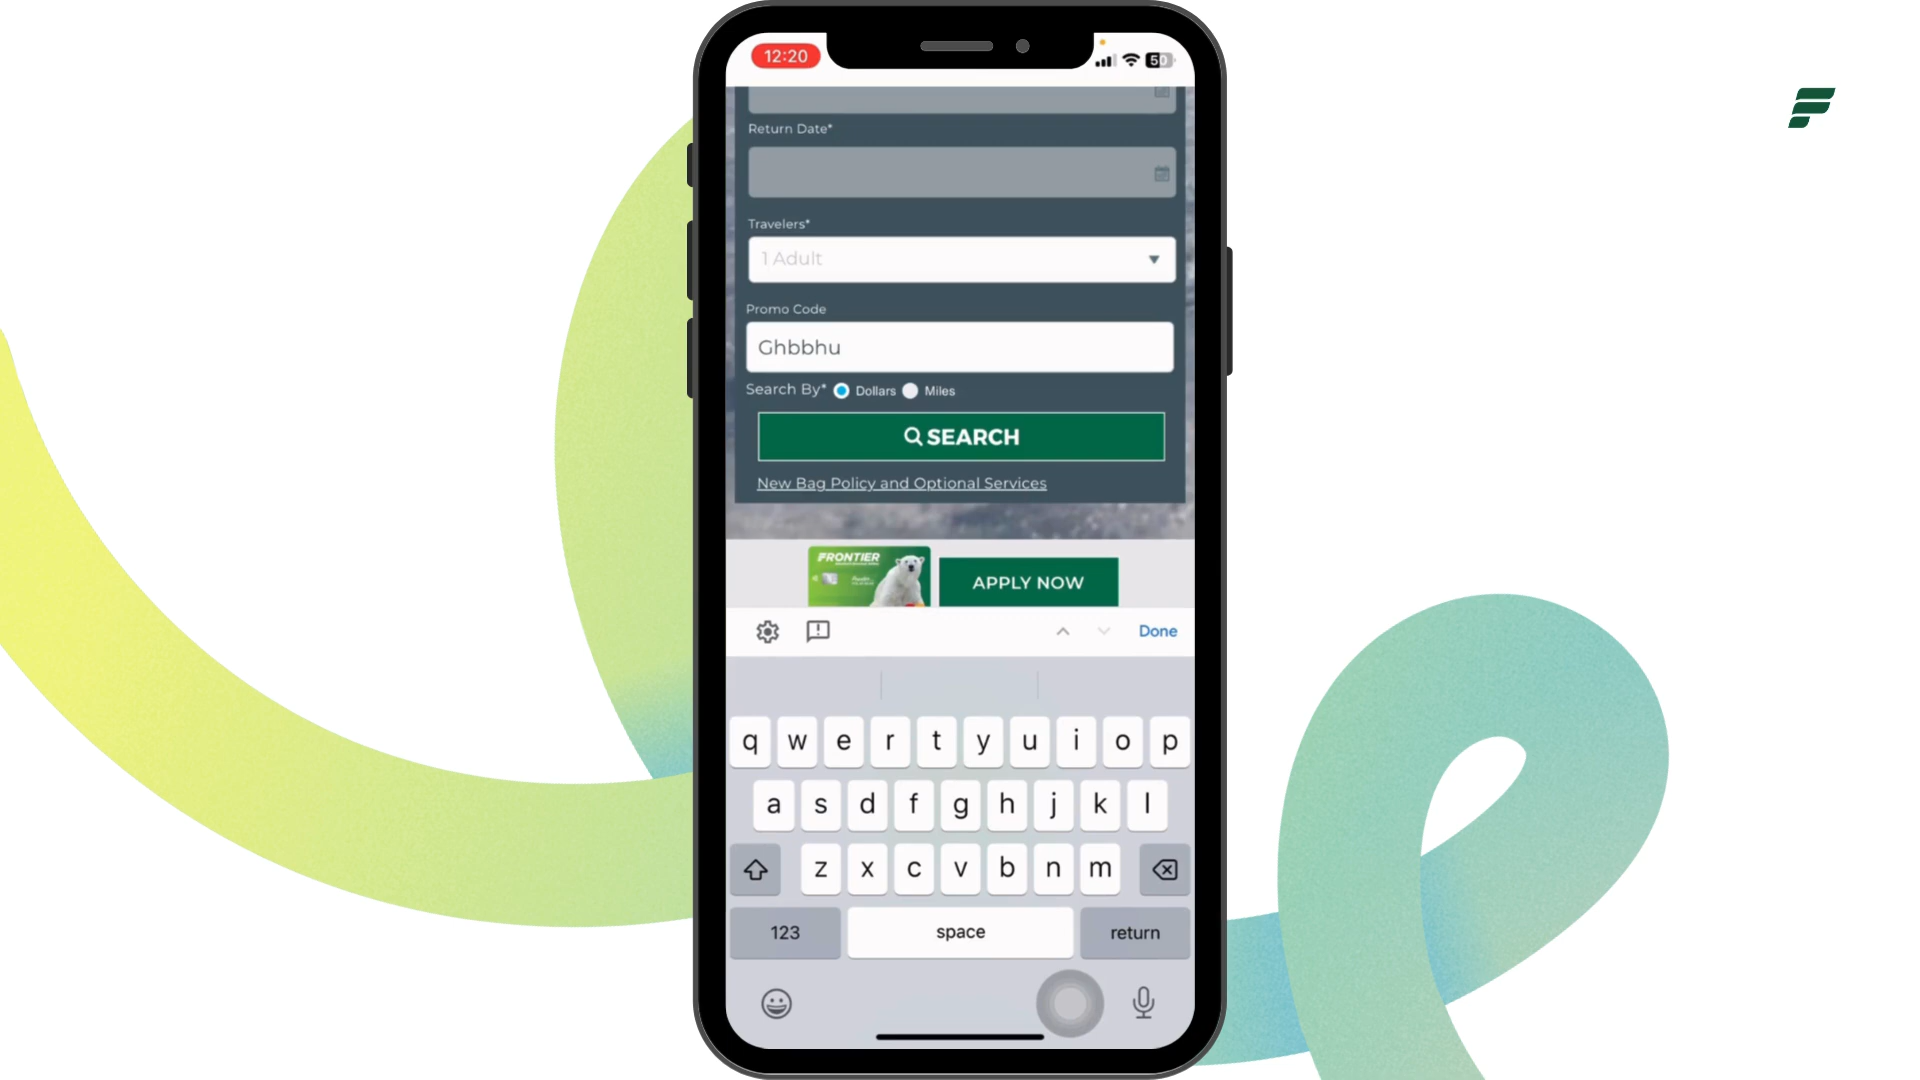 12:20
50
Return Date*
Travelers*
1 Adult
Promo Code
Ghbbhu
Search By* Dollars Miles
SEARCH
New Bag Policy and Optional Services
FRONTIER
APPLY NOW
Done
q w e r t y u i o p
a s d f g h j k l
z x c v b n m
123 space return